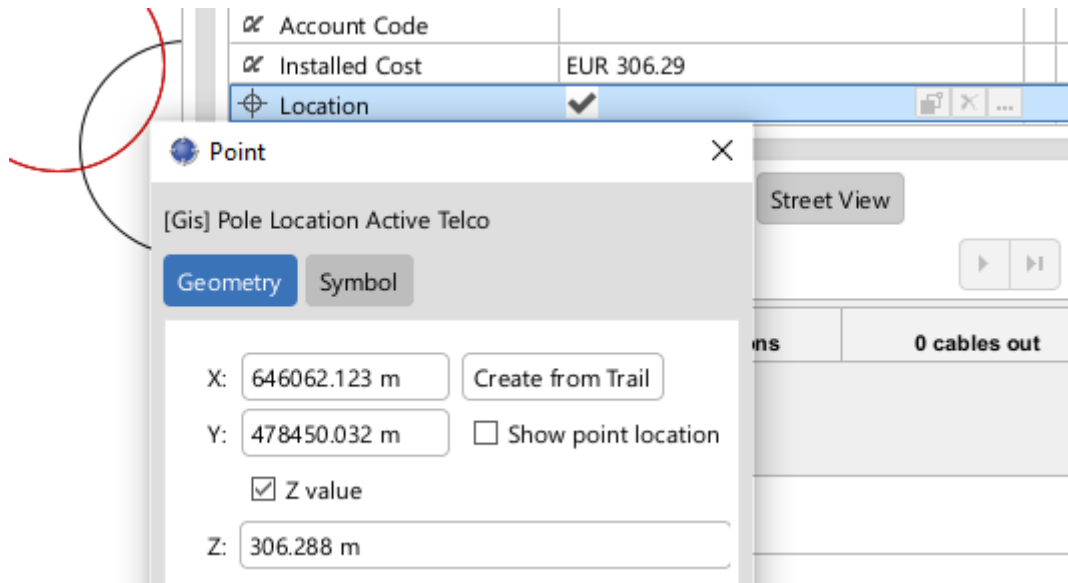 Account Code
Installed Cost EUR 306.29
Location
...
Point
Street View
[Gis] Pole Location Active Telco
Geometry Symbol
0 cables out
X: 646062.123 m Create from Trail
Y: 478450.032 m Show point location
Z value
Z: 306.288 m